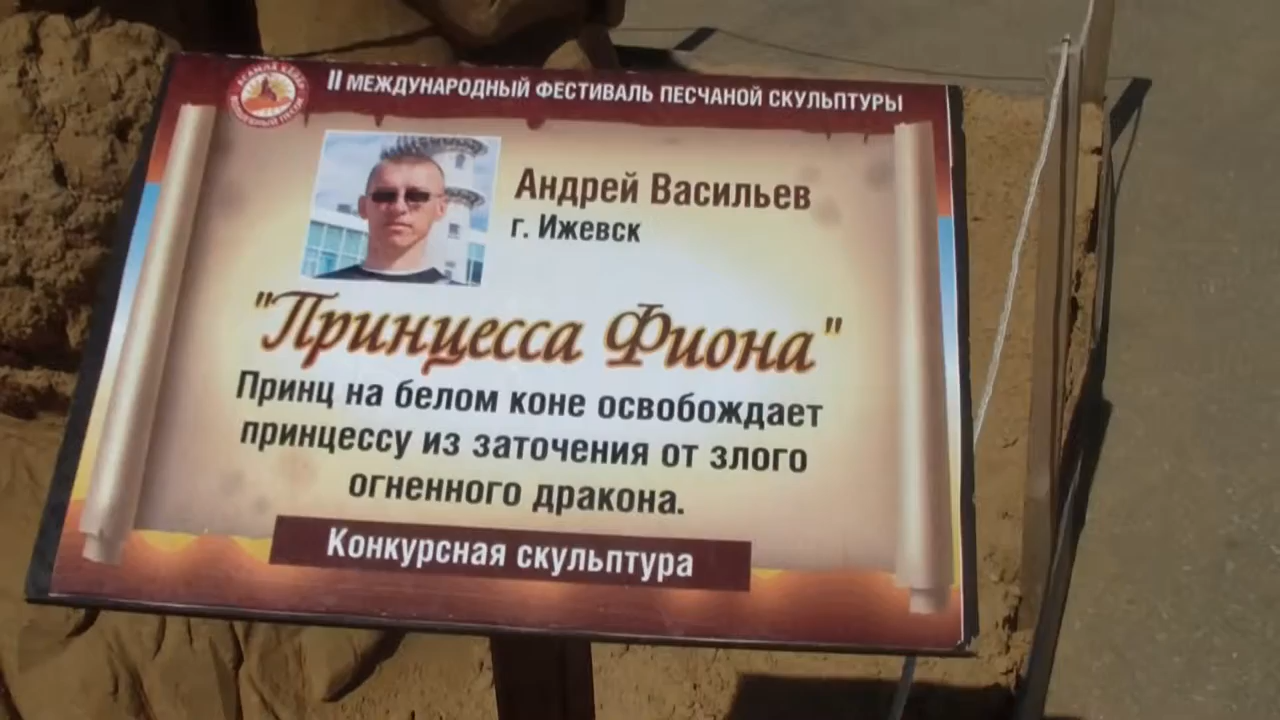 II МЕЖДУНАРОДНЫЙ ФЕСТИВАЛЬ ПЕСЧАНОЙ СКУЛЬПТУРЫ
Андрей Васильев
г. Ижевск
"Принцесса Фиона"
Принц на белом коне освобождает
принцессу из заточения от злого
огненного дракона.
Конкурсная скульптура